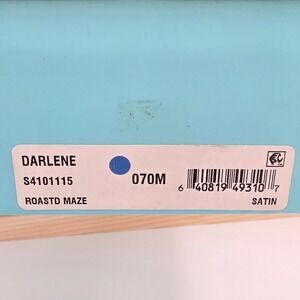 DARLENE
S4101115
070M
6 40819 49310 7
ROASTD MAZE
SATIN